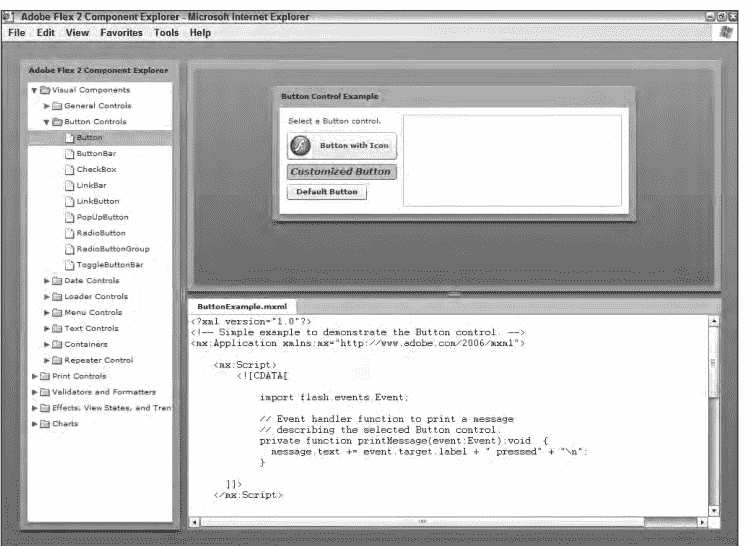 Adobe Flex 2 Component Explorer - Microsoft Internet Explorer
File Edit View Favorites Tools Help
Adobe Flex 2 Component Explorer
Visual Components
General Controls
Button Controls
Button
ButtonBar
CheckBox
LinkBar
LinkButton
PopUpButton
RadioButton
RadioButtonGroup
ToggleButtonBar
Date Controls
Loader Controls
Menu Controls
Text Controls
Containers
Repeater Control
Print Controls
Validators and Formatters
Effects, View States, and Tran
Charts
Button Control Example
Select a Button control.
Button with Icon
Customized Button
Default Button
ButtonExample.mxml
<?xml version="1.0"?>
<!-- Simple example to demonstrate the Button control. -->
<mx:Application xmlns:mx="http://www.adobe.com/2006/mxml">
<mx:Script>
<![CDATA[
import flash.events.Event;
// Event handler function to print a message
// describing the selected Button control.
private function printMessage(event:Event):void {
message.text += event.target.label + " pressed" + "\n";
}
]]>
</mx:Script>